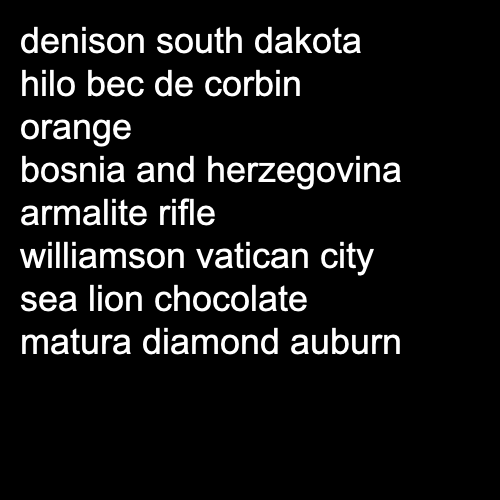 denison south dakota
hilo bec de corbin
orange
bosnia and herzegovina
armalite rifle
williamson vatican city
sea lion chocolate
matura diamond auburn